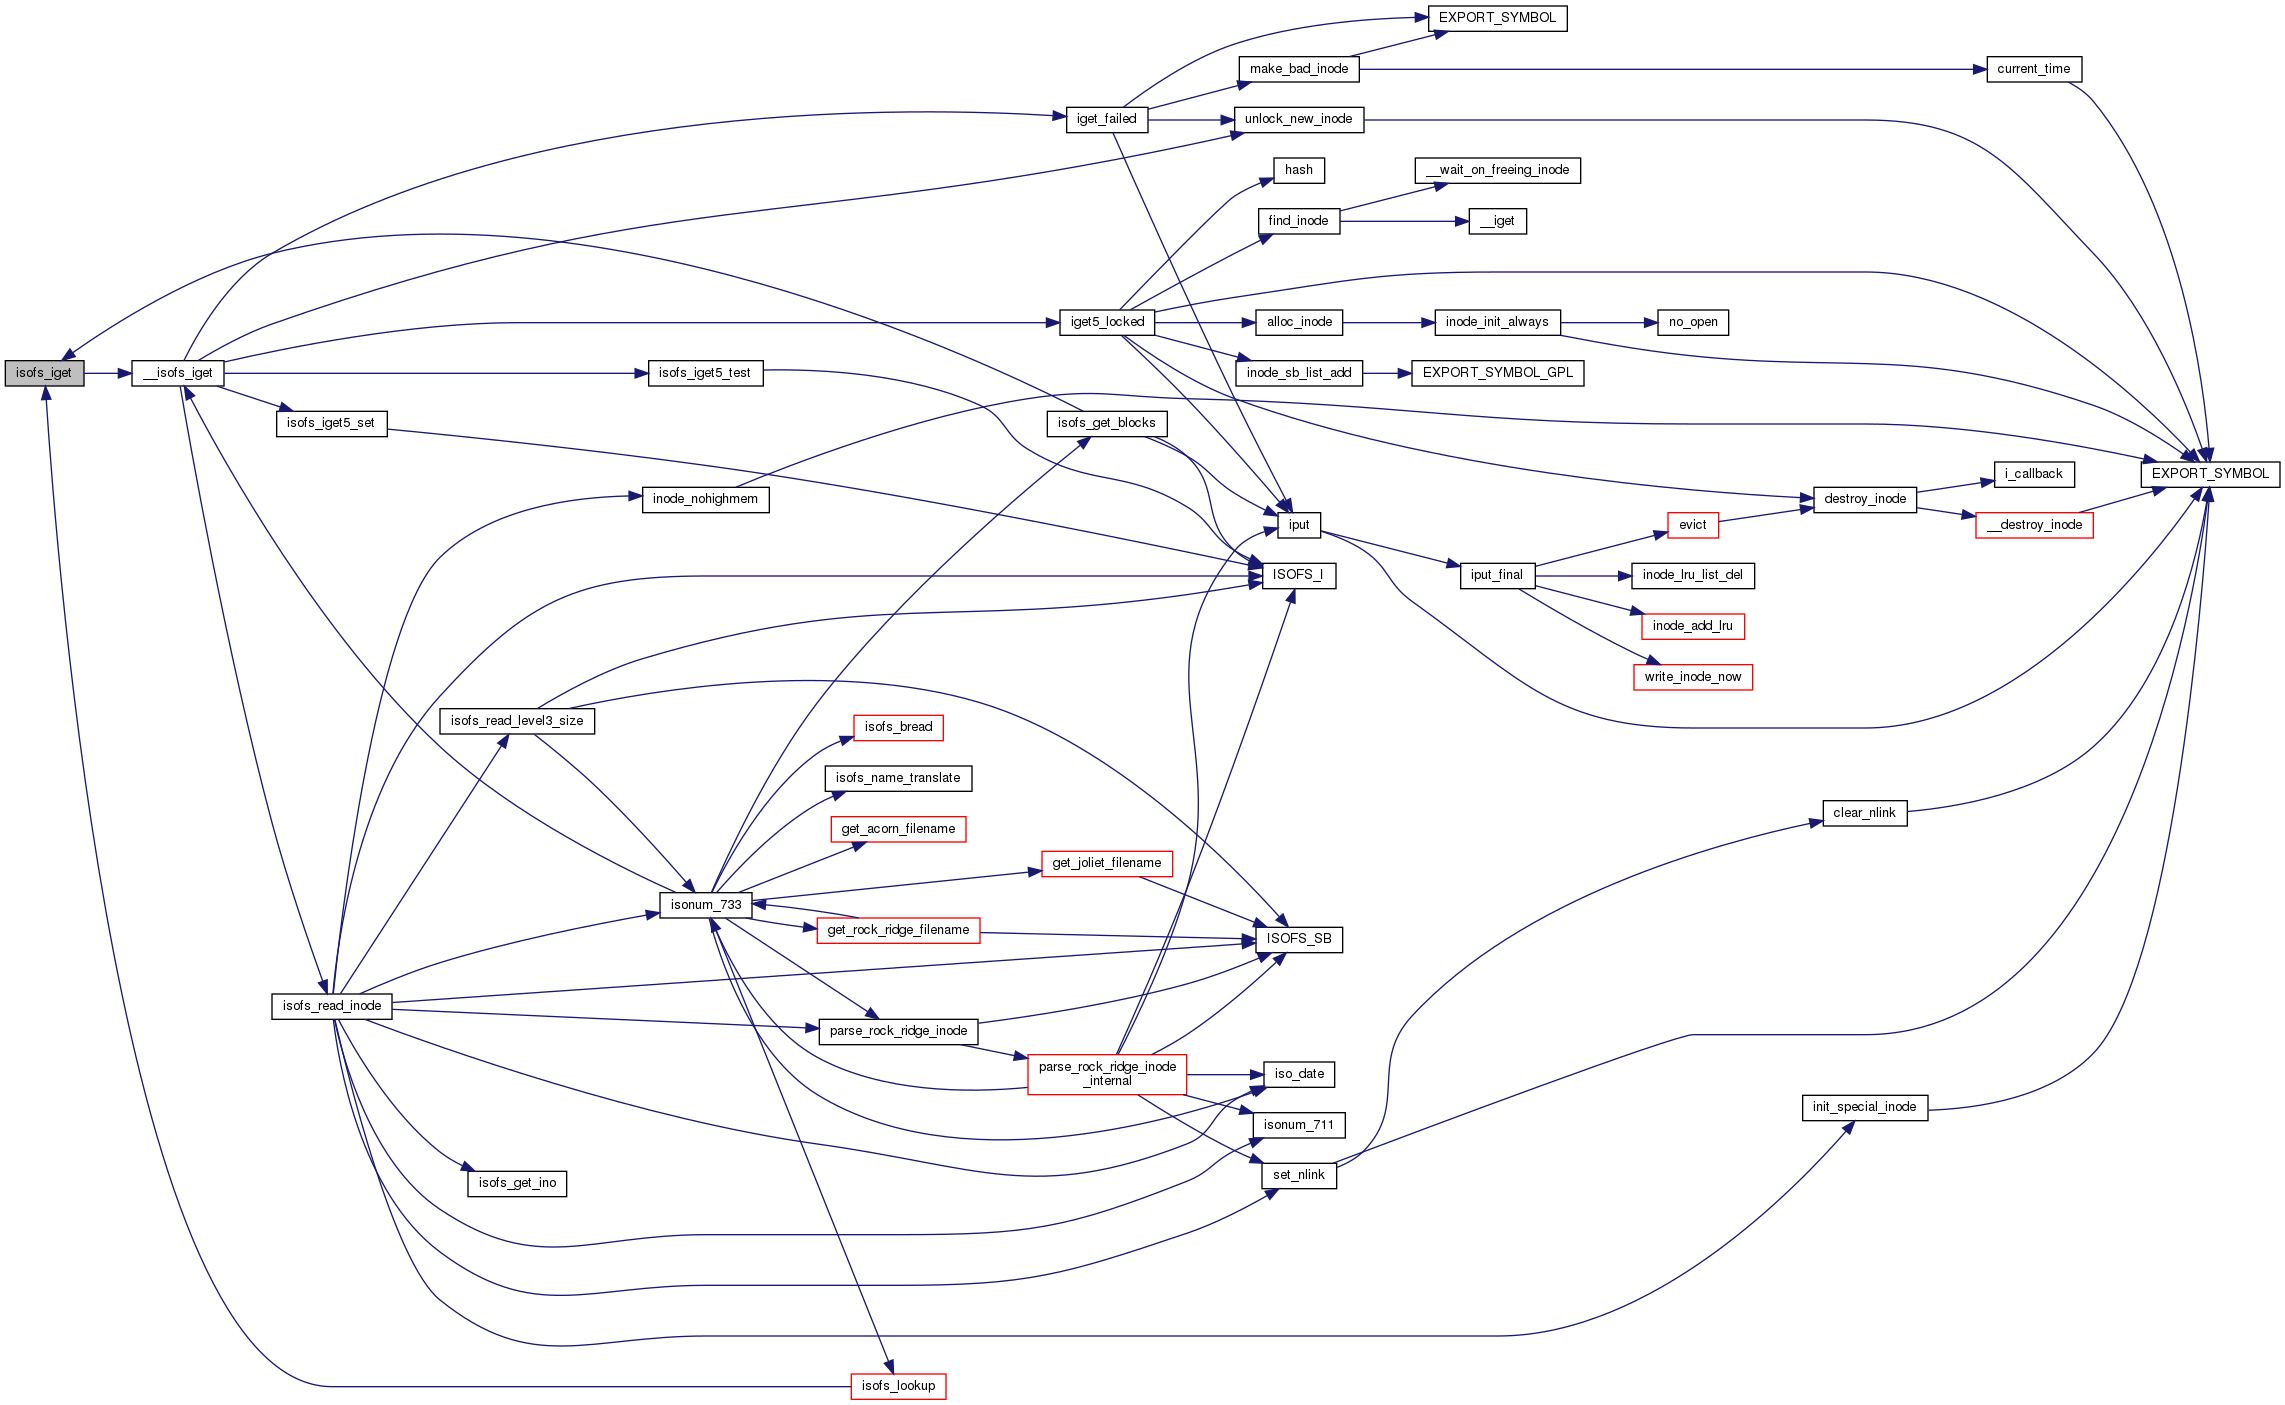 EXPORT_SYMBOL
make_bad_inode
current_time
iget_failed
unlock_new_inode
hash
__wait_on_freeing_inode
find_inode
__iget
iget5_locked
alloc_inode
inode_init_always
no_open
isofs_iget
__isofs_iget
isofs_iget5_test
inode_sb_list_add
EXPORT_SYMBOL_GPL
isofs_iget5_set
isofs_get_blocks
EXPORT_SYMBOL
i_callback
inode_nohighmem
destroy_inode
iput
evict
__destroy_inode
ISOFS_I
iput_final
inode_lru_list_del
inode_add_lru
write_inode_now
isofs_read_level3_size
isofs_bread
isofs_name_translate
clear_nlink
get_acorn_filename
get_joliet_filename
isonum_733
get_rock_ridge_filename
ISOFS_SB
isofs_read_inode
parse_rock_ridge_inode
parse_rock_ridge_inode
_internal
iso_date
init_special_inode
isonum_711
set_nlink
isofs_get_ino
isofs_lookup